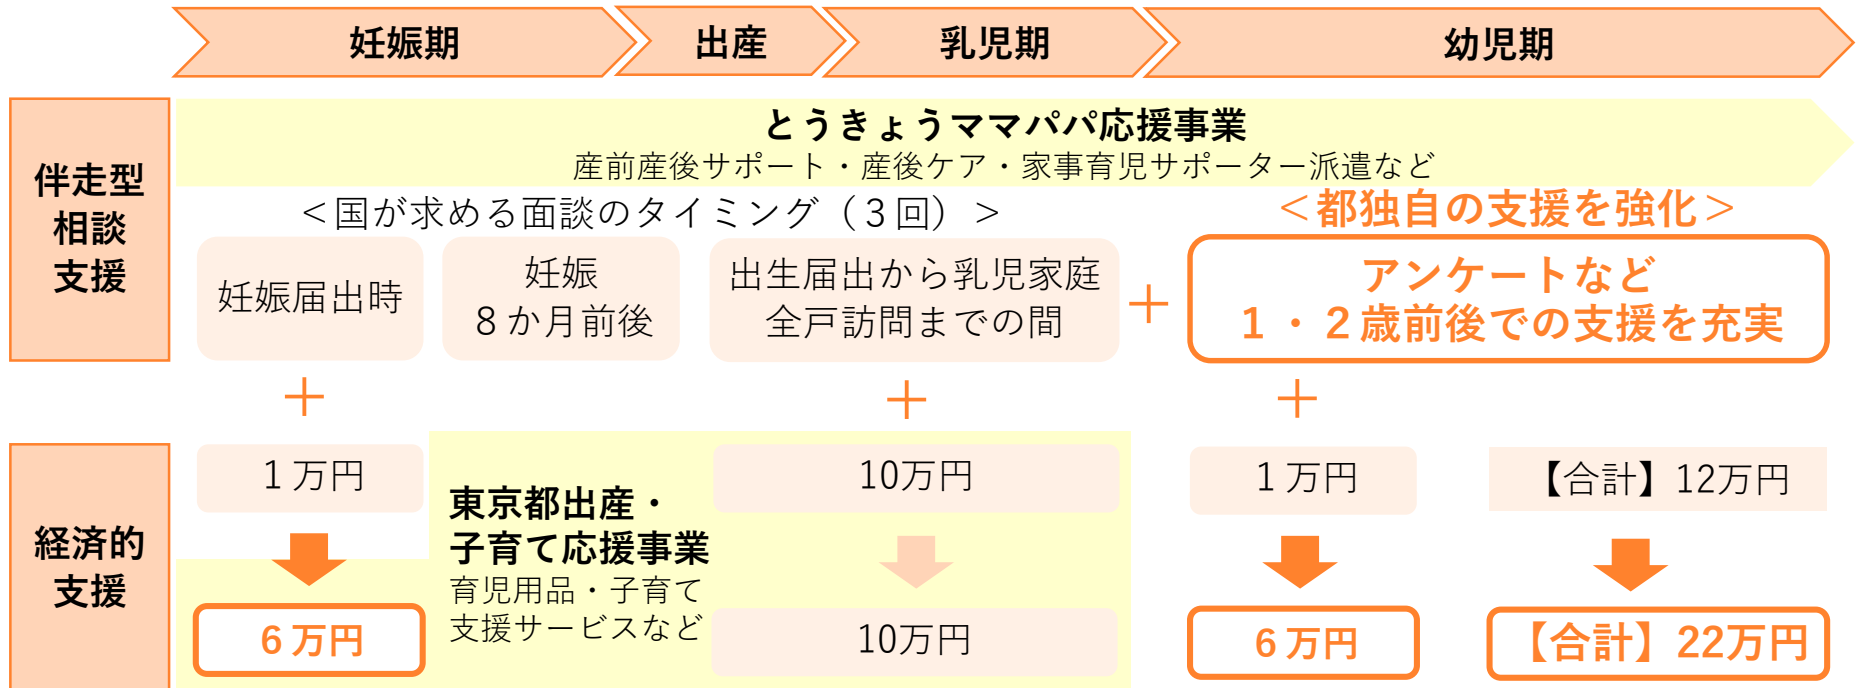 妊娠期
出産
乳児期
幼児期
伴走型
相談
支援
とうきょうママパパ応援事業
産前産後サポート・産後ケア・家事育児サポーター派遣など
＜国が求める面談のタイミング（３回）＞
＜都独自の支援を強化＞
妊娠届出時
妊娠
８か月前後
出生届出から乳児家庭
全戸訪問までの間
＋
アンケートなど
１・２歳前後での支援を充実
＋
＋
＋
経済的
支援
１万円
東京都出産・
子育て応援事業
育児用品・子育て
支援サービスなど
10万円
１万円
【合計】12万円
６万円
10万円
６万円
【合計】22万円